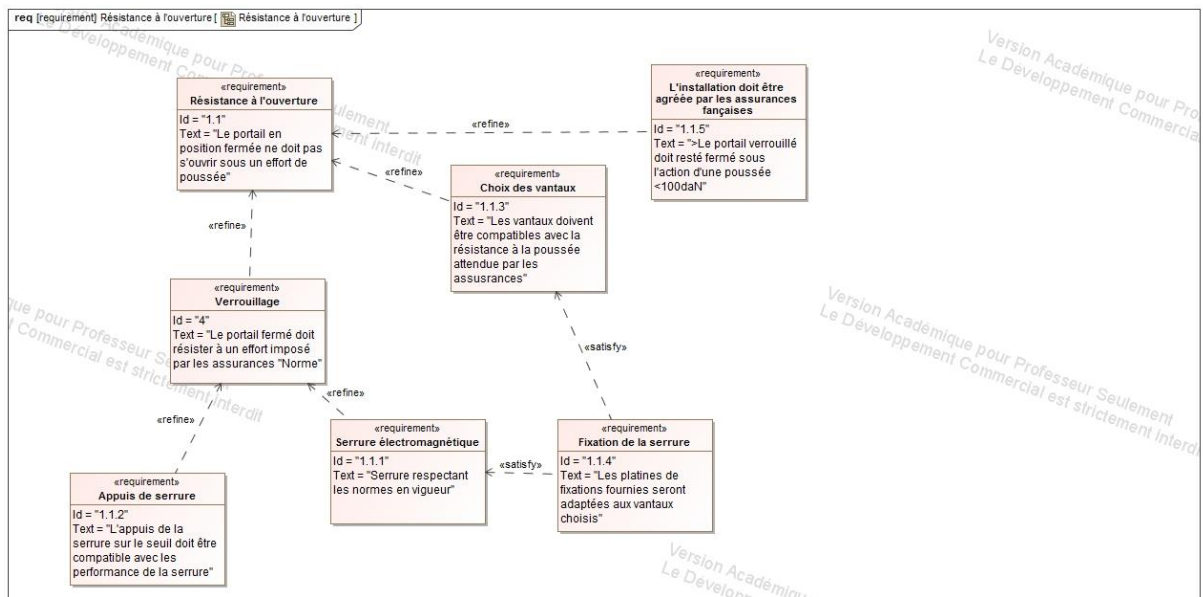 req [requirement] Résistance à l'ouverture [ Résistance à l'ouverture ]
«requirement»
Résistance à l'ouverture
Id = "1.1"
Text = "Le portail en
position fermée ne doit pas
s'ouvrir sous un effort de
poussée"
«refine»
«requirement»
L'installation doit être
agréée par les assurances
fançaises
Id = "1.1.5"
Text = ">Le portail verrouillé
doit resté fermé sous
l'action d'une poussée
<100daN"
«refine»
«requirement»
Choix des vantaux
Id = "1.1.3"
Text = "Les vantaux doivent
être compatibles avec la
résistance à la poussée
attendue par les
assusrances"
«refine»
«requirement»
Verrouillage
Id = "4"
Text = "Le portail fermé doit
résister à un effort imposé
par les assurances "Norme"
«satisfy»
«refine»
«refine»
«requirement»
Serrure électromagnétique
Id = "1.1.1"
Text = "Serrure respectant
les normes en vigueur"
«satisfy»
«requirement»
Fixation de la serrure
Id = "1.1.4"
Text = "Les platines de
fixations fournies seront
adaptées aux vantaux
choisis"
«requirement»
Appuis de serrure
Id = "1.1.2"
Text = "L'appuis de la
serrure sur le seuil doit être
compatible avec les
performance de la serrure"
Version Académique pour Professeur Seulement
Le Développement Commercial est strictement Interdit